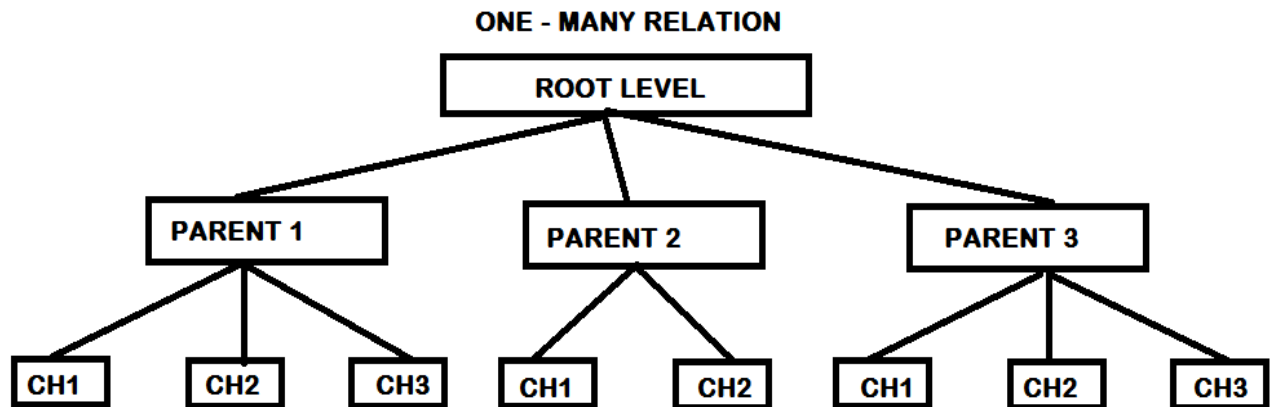 ONE - MANY RELATION
ROOT LEVEL
PARENT 1
PARENT 2
PARENT 3
CH1
CH2
CH3
CH1
CH2
CH1
CH2
CH3